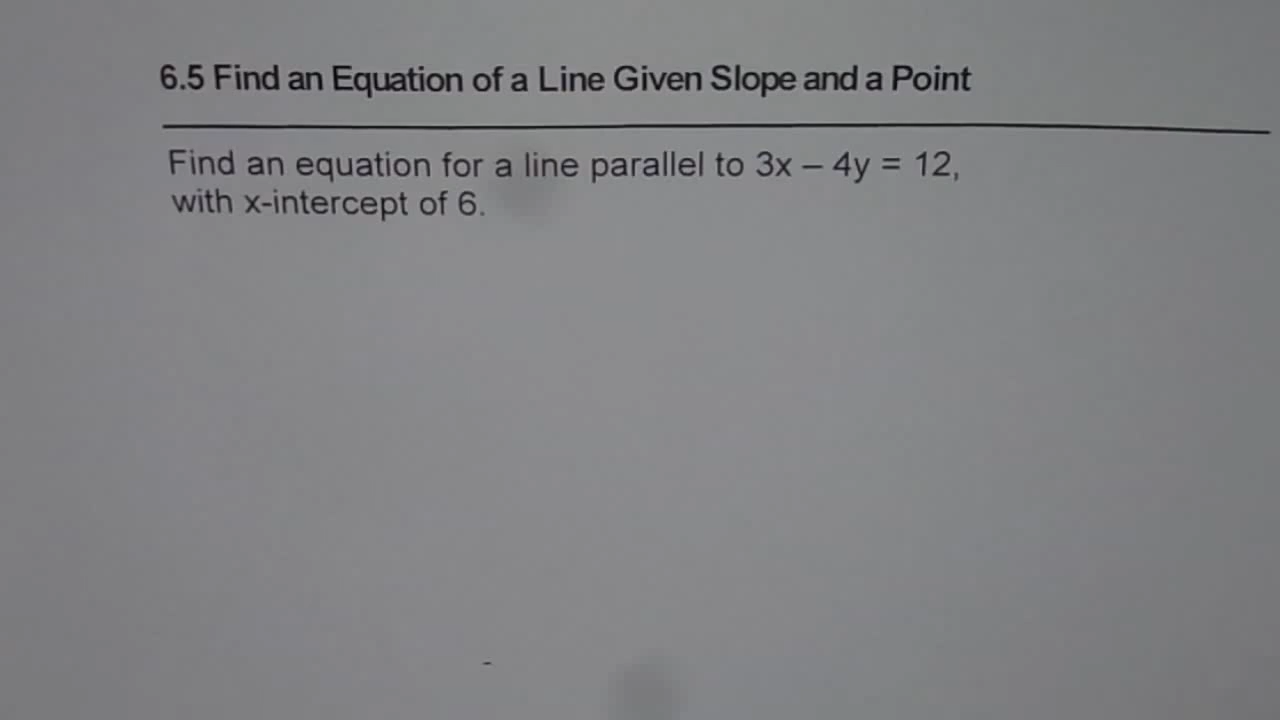 6.5 Find an Equation of a Line Given Slope and a Point
Find an equation for a line parallel to 3x – 4y = 12,
with x-intercept of 6.